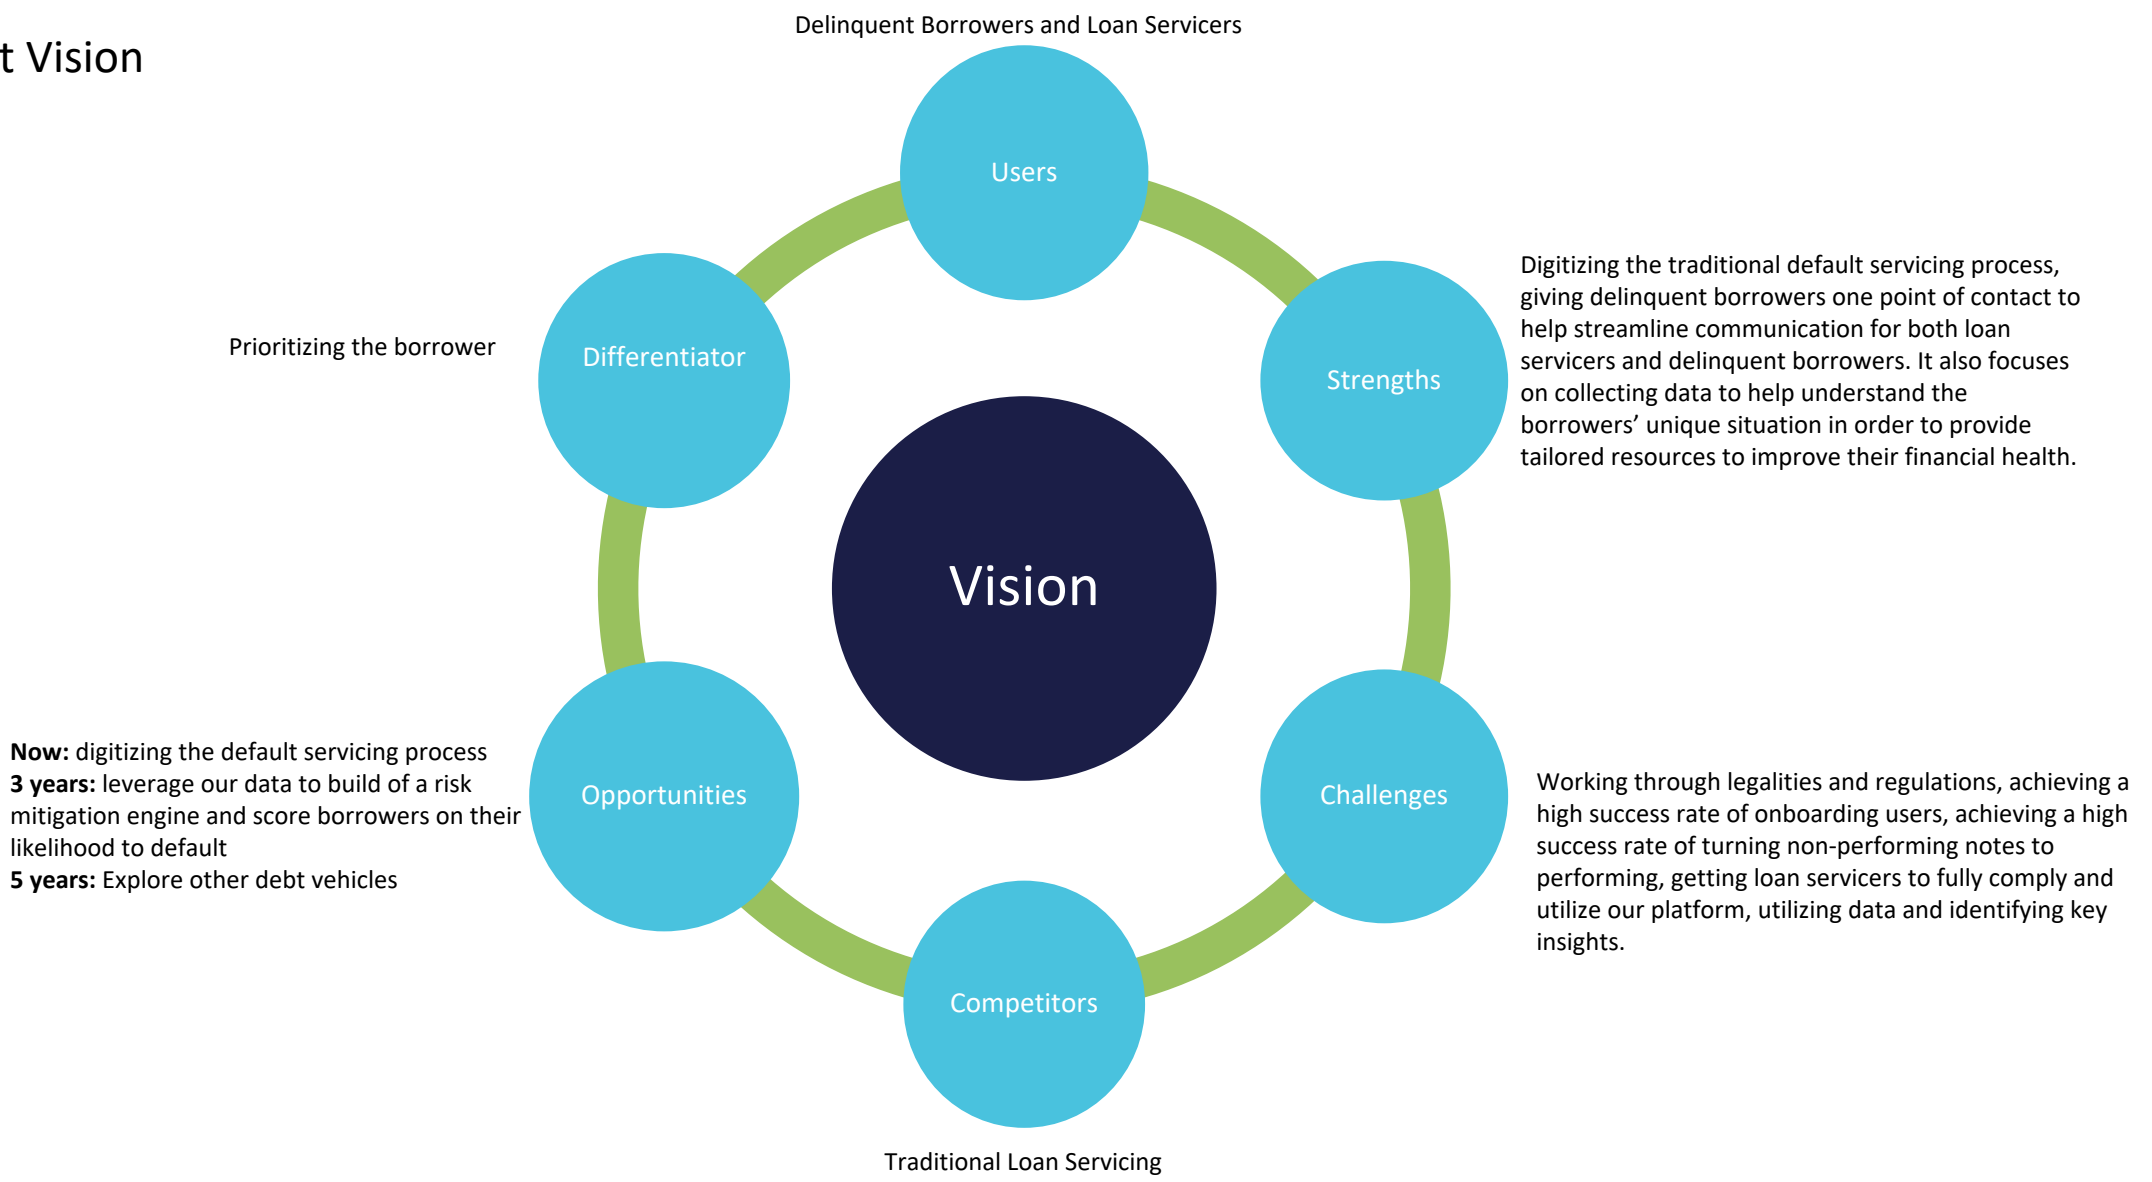 t Vision
Delinquent Borrowers and Loan Servicers
Users
Differentiator
Prioritizing the borrower
Strengths
Digitizing the traditional default servicing process,
giving delinquent borrowers one point of contact to
help streamline communication for both loan
servicers and delinquent borrowers. It also focuses
on collecting data to help understand the
borrowers’ unique situation in order to provide
tailored resources to improve their financial health.
Vision
Opportunities
Now: digitizing the default servicing process
3 years: leverage our data to build of a risk
mitigation engine and score borrowers on their
likelihood to default
5 years: Explore other debt vehicles
Challenges
Working through legalities and regulations, achieving a
high success rate of onboarding users, achieving a high
success rate of turning non-performing notes to
performing, getting loan servicers to fully comply and
utilize our platform, utilizing data and identifying key
insights.
Competitors
Traditional Loan Servicing